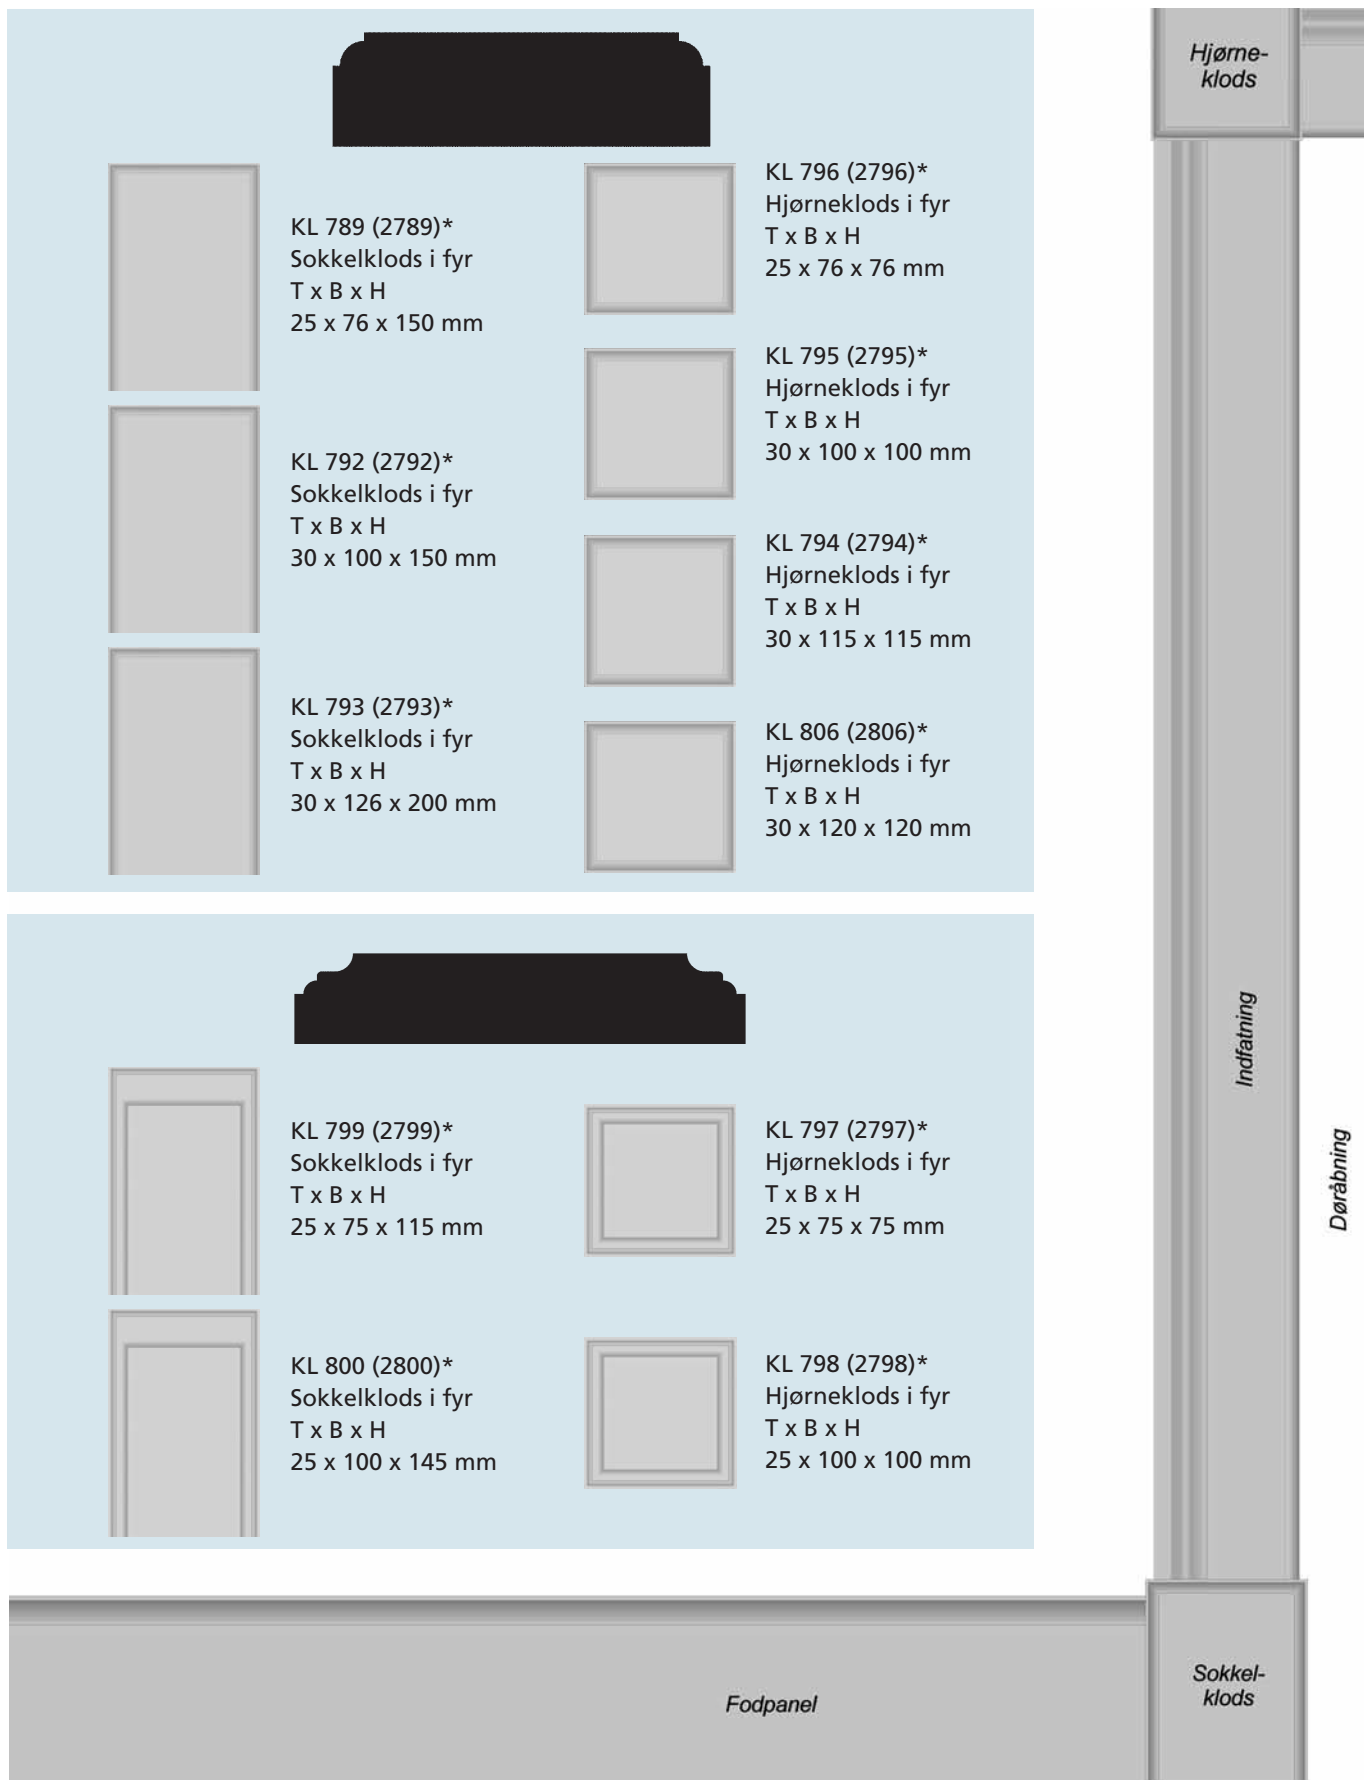 KL 789 (2789)*
Sokkelklods i fyr
T x B x H
25 x 76 x 150 mm
KL 792 (2792)*
Sokkelklods i fyr
T x B x H
30 x 100 x 150 mm
KL 793 (2793)*
Sokkelklods i fyr
T x B x H
30 x 126 x 200 mm
KL 796 (2796)*
Hjørneklods i fyr
T x B x H
25 x 76 x 76 mm
KL 795 (2795)*
Hjørneklods i fyr
T x B x H
30 x 100 x 100 mm
KL 794 (2794)*
Hjørneklods i fyr
T x B x H
30 x 115 x 115 mm
KL 806 (2806)*
Hjørneklods i fyr
T x B x H
30 x 120 x 120 mm
KL 799 (2799)*
Sokkelklods i fyr
T x B x H
25 x 75 x 115 mm
KL 800 (2800)*
Sokkelklods i fyr
T x B x H
25 x 100 x 145 mm
KL 797 (2797)*
Hjørneklods i fyr
T x B x H
25 x 75 x 75 mm
KL 798 (2798)*
Hjørneklods i fyr
T x B x H
25 x 100 x 100 mm
Hjørne-
klods
Indfatning
Døråbning
Sokkel-
klods
Fodpanel